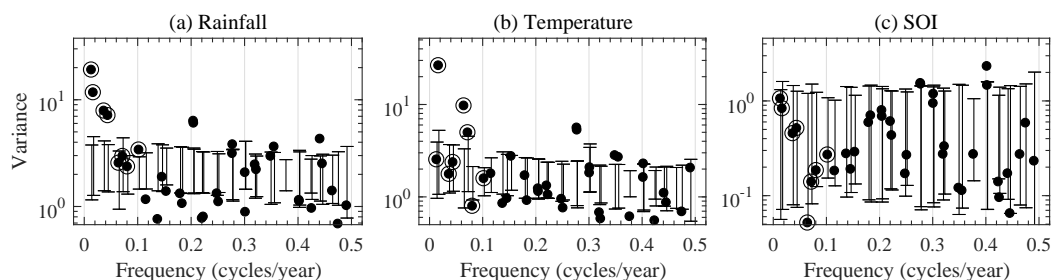 (a) Rainfall
(b) Temperature
(c) SOI
Variance
10^1
10^0
0 0.1 0.2 0.3 0.4 0.5
Frequency (cycles/year)
10^1
10^0
0 0.1 0.2 0.3 0.4 0.5
Frequency (cycles/year)
10^0
10^-1
0 0.1 0.2 0.3 0.4 0.5
Frequency (cycles/year)